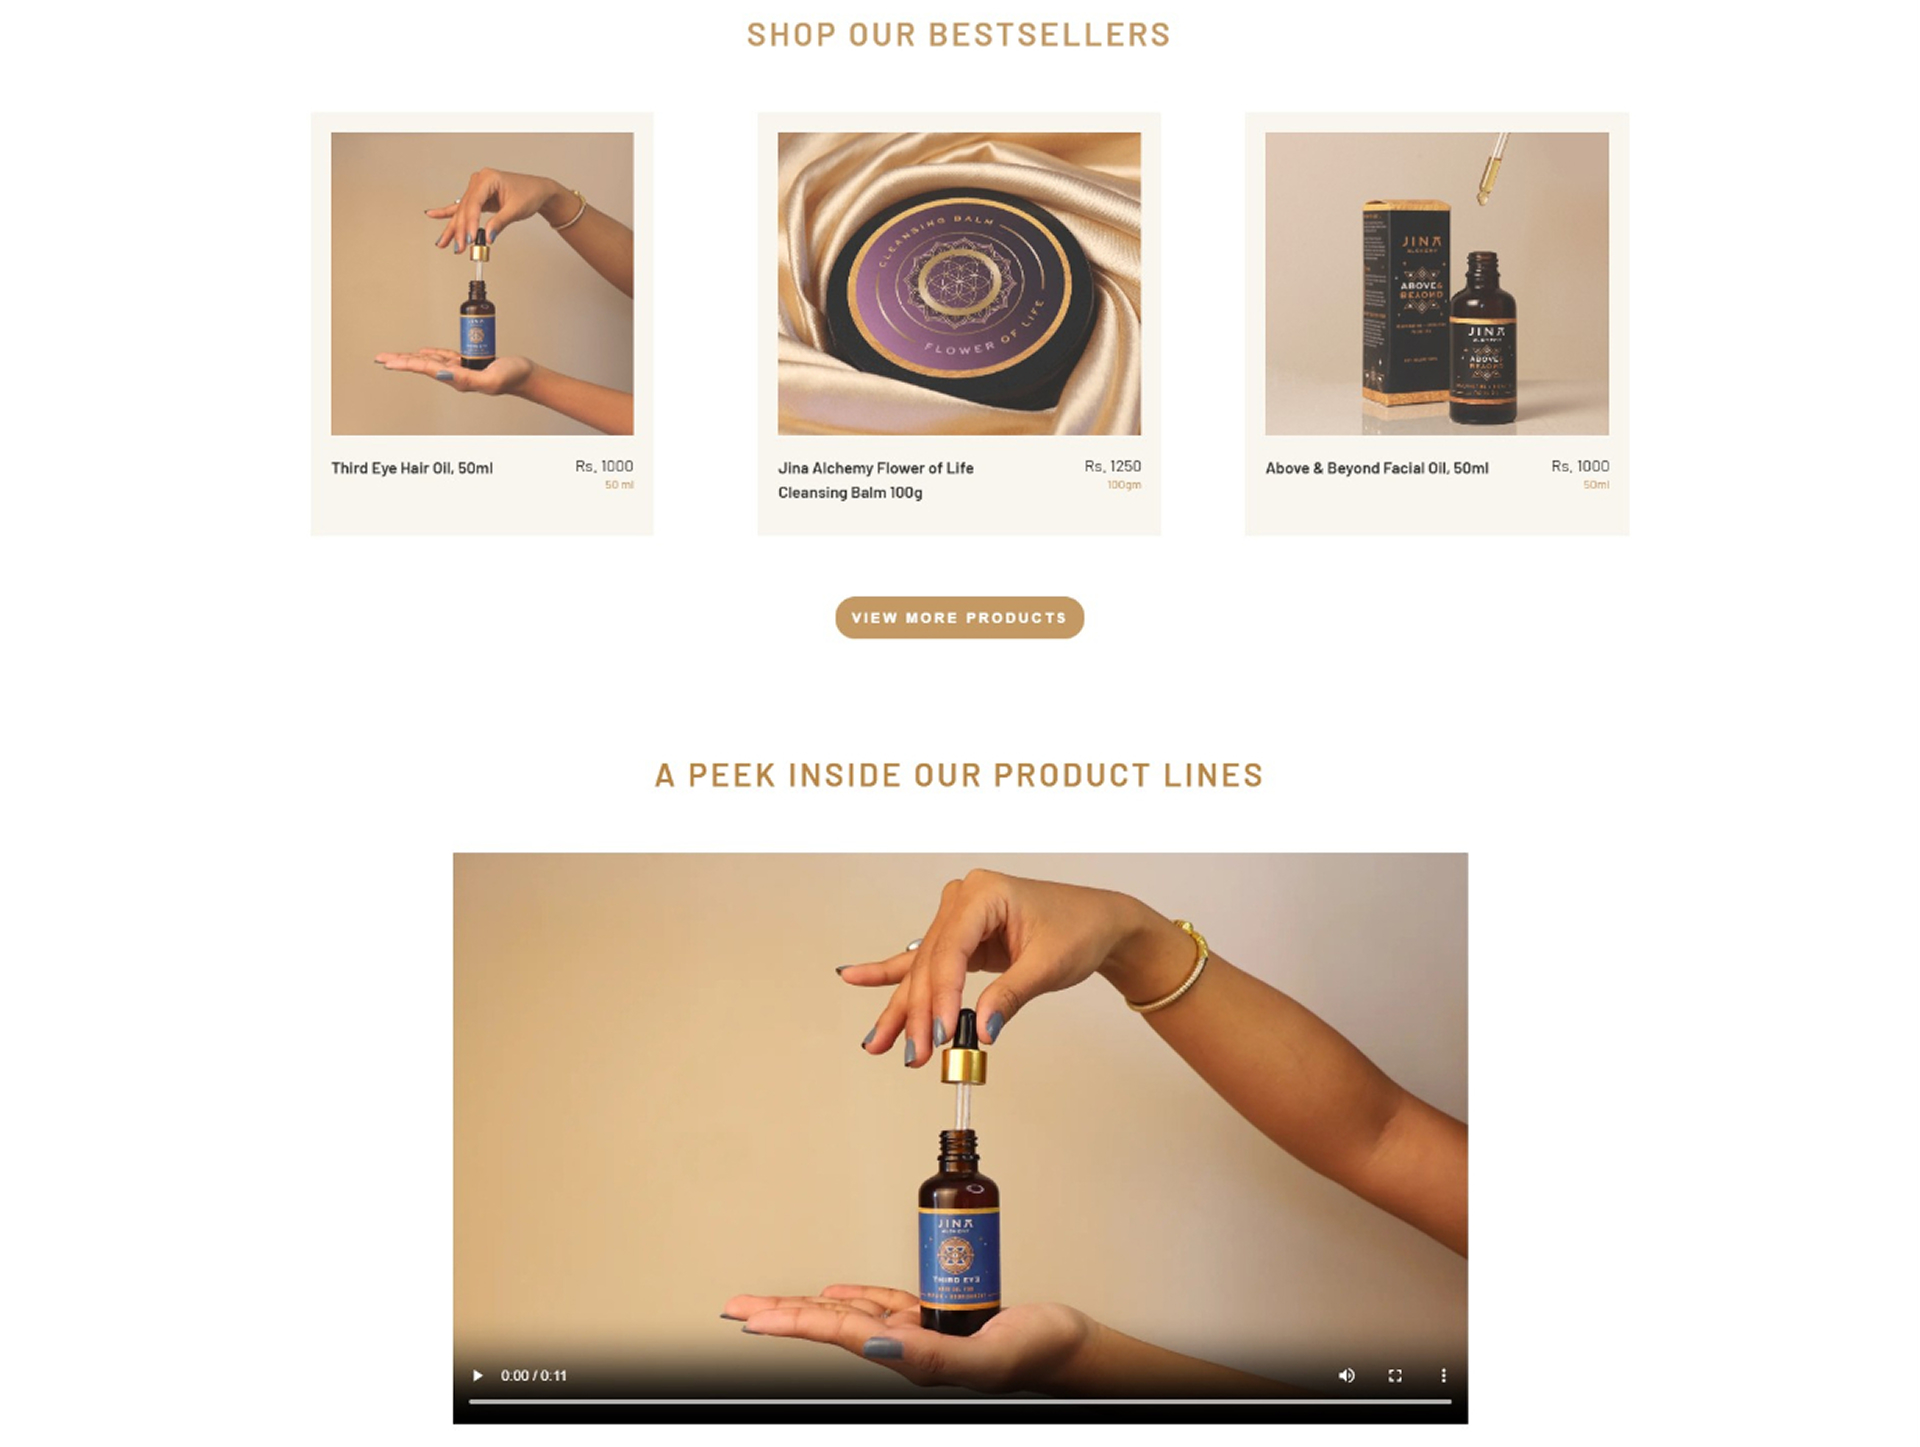 SHOP OUR BESTSELLERS
CLEANSING BALM
FLOWER OF LIFE
JINA
ALCHEMY
ABOVE&
BEYOND
JINA
ALCHEMY
ABOVE&
BEYOND
Third Eye Hair Oil, 50ml
Rs. 1000
50 ml
Jina Alchemy Flower of Life
Cleansing Balm 100g
Rs. 1250
100gm
Above & Beyond Facial Oil, 50ml
Rs. 1000
50ml
VIEW MORE PRODUCTS
A PEEK INSIDE OUR PRODUCT LINES
JINA
ALCHEMY
THIRD EYE
0:00 / 0:11